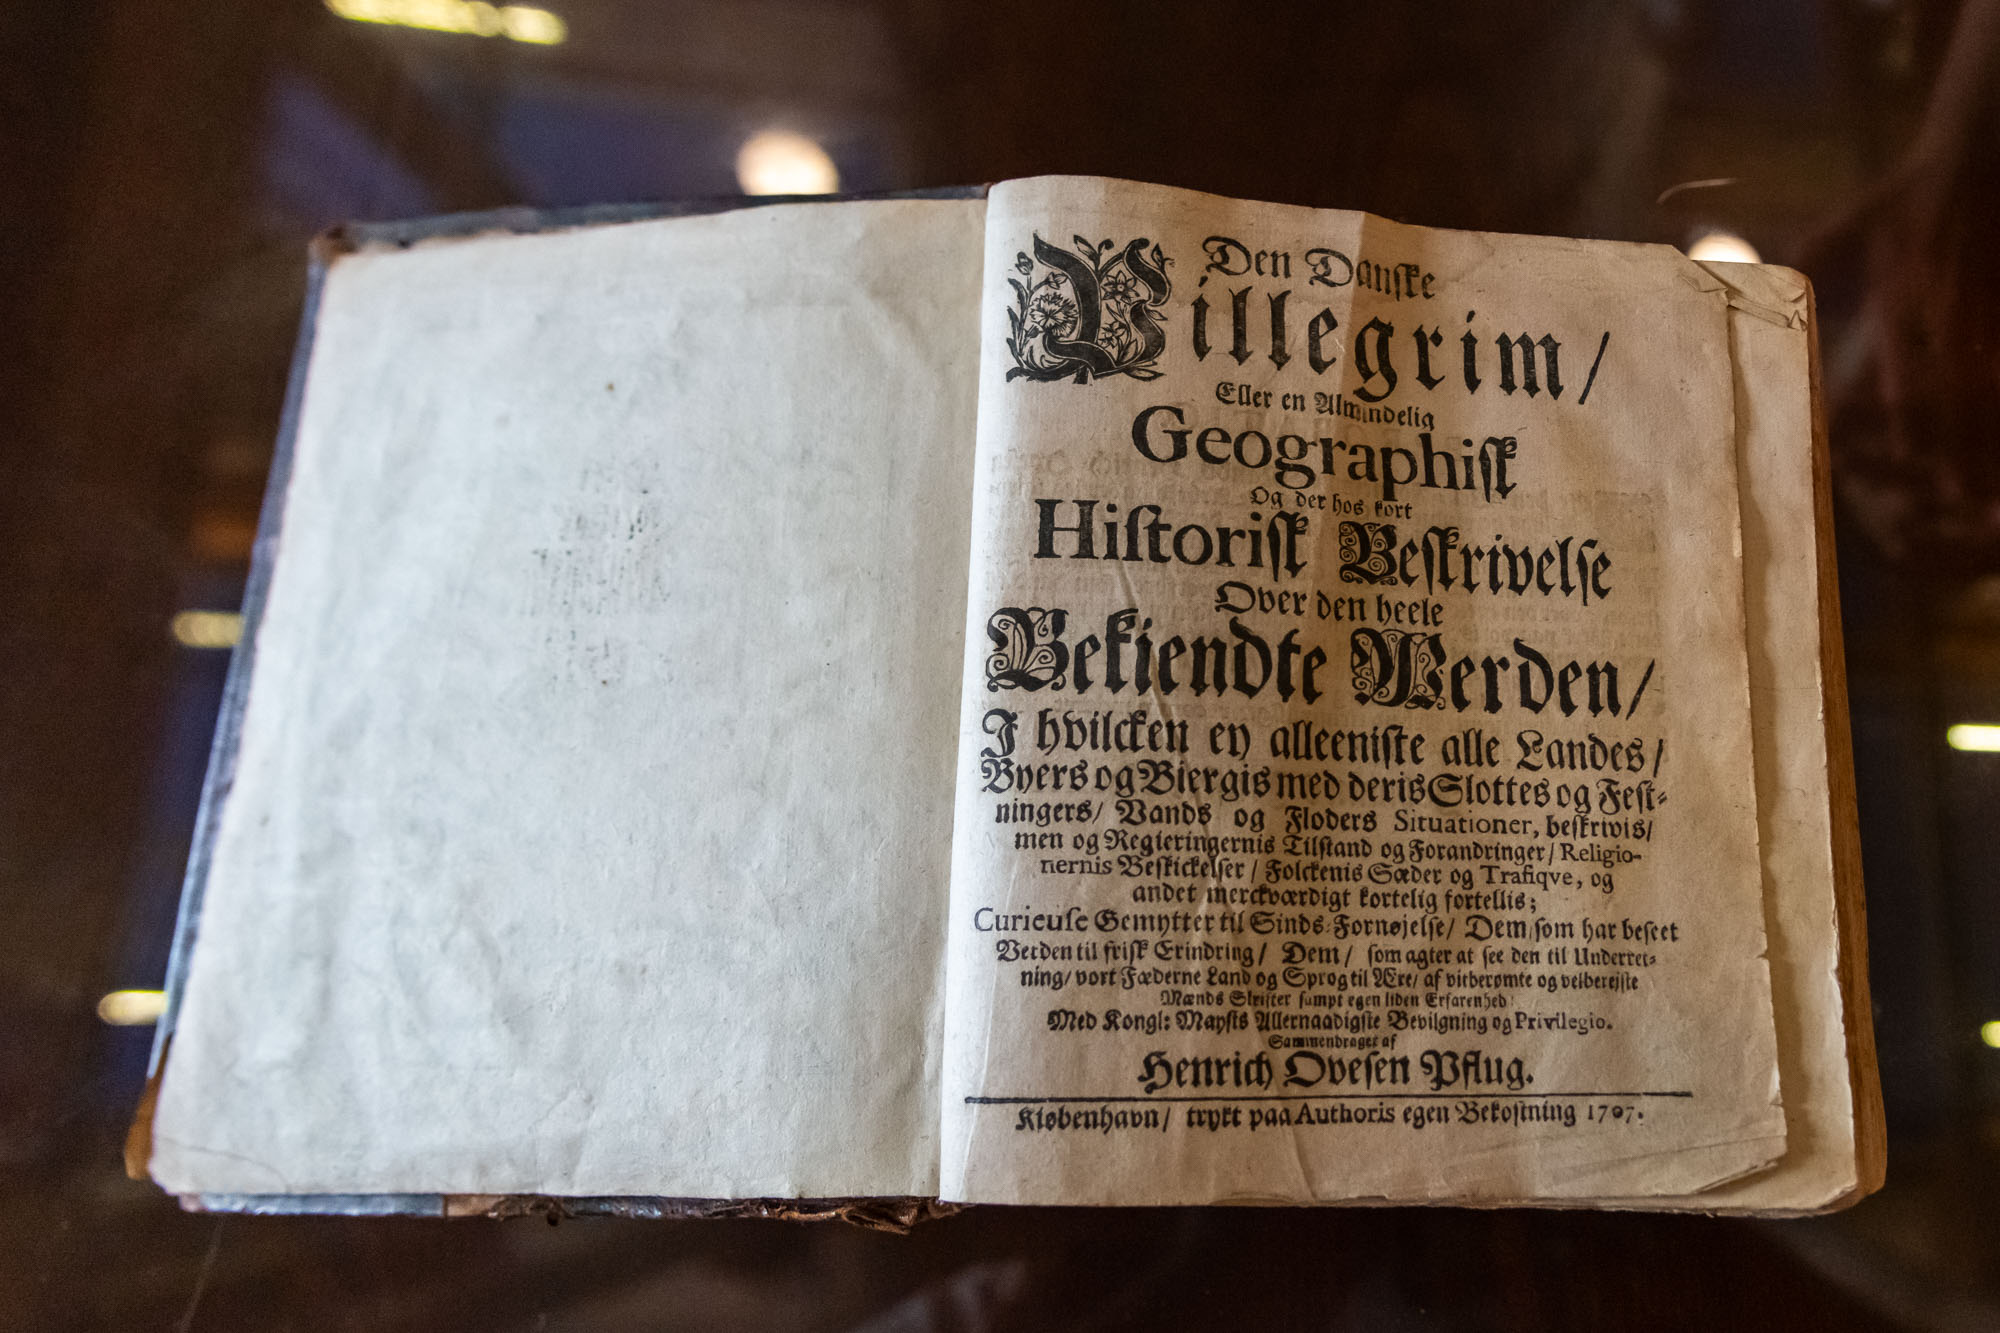 Den Danske
Pillegrim/
Eller en Almindelig
Geographisk
Og der hos kort
Historisk Beskrivelse
Over den heele
Bekiendte Werden/
J hvilcken ey alleeniste alle Landes/
Byers og Biergis med deris Slottes og Fest-
ningers/ Vands og Floders Situationer, beskrivis/
men og Regieringernis Tilstand og Forandringer/ Religio-
nernis Beskickelser/ Folckenis Sæder og Trafiqve, og
andet merckværdigt kortelig fortellis;
Curieuse Gemytter til Sinds-Fornøjelse/ Dem/som har beseet
Verden til frisk Erindring/ Dem/ som agter at see den til Underret-
ning/ vort Fæderne Land og Sprog til Ære/ af vitberømte og velberejste
Mænds Skrifter sampt egen liden Erfarenhed:
Med Kongl: Maysts Allernaadigste Bevilgning og Privilegio.
Sammendraget af
Henrich Ovesen Pflug.
Kiøbenhavn/ trykt paa Authoris egen Bekostning 1707.